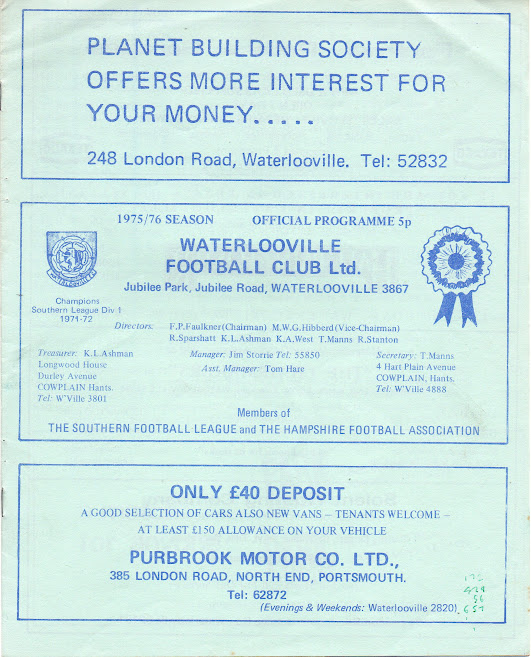 PLANET BUILDING SOCIETY
OFFERS MORE INTEREST FOR
YOUR MONEY.....
248 London Road, Waterlooville. Tel: 52832
1975/76 SEASON OFFICIAL PROGRAMME 5p
WATERLOOVILLE
FOOTBALL CLUB Ltd.
Jubilee Park, Jubilee Road, WATERLOOVILLE 3867
Champions
Southern League Div 1
1971-72
Directors: F.P.Faulkner(Chairman) M.W.G.Hibberd(Vice-Chairman)
R.Sparshatt K.L.Ashman K.A.West T.Manns R.Stanton
Treasurer: K.L.Ashman
Longwood House
Durley Avenue
COWPLAIN Hants.
Tel: W'Ville 3801
Manager: Jim Storrie Tel: 55850
Asst. Manager: Tom Hare
Secretary: T.Manns
4 Hart Plain Avenue
COWPLAIN, Hants.
Tel: W'Ville 4888
Members of
THE SOUTHERN FOOTBALL LEAGUE and THE HAMPSHIRE FOOTBALL ASSOCIATION
ONLY £40 DEPOSIT
A GOOD SELECTION OF CARS ALSO NEW VANS – TENANTS WELCOME –
AT LEAST £150 ALLOWANCE ON YOUR VEHICLE
PURBROOK MOTOR CO. LTD.,
385 LONDON ROAD, NORTH END, PORTSMOUTH.
Tel: 62872
(Evenings & Weekends: Waterlooville 2820).